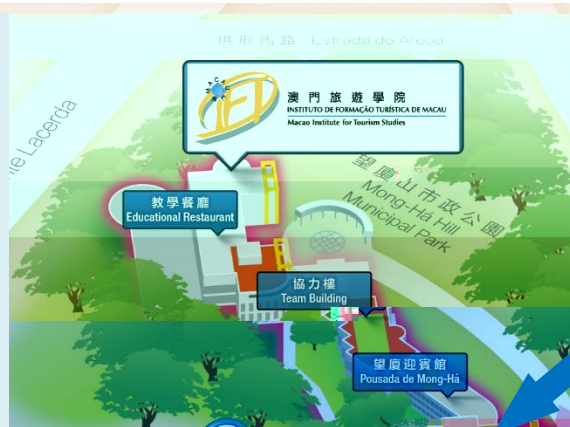 拱形馬路 Estrada do Arcoa
澳門旅遊學院
INSTITUTO DE FORMAÇÃO TURÍSTICA DE MACAU
Macao Institute for Tourism Studies
Lacerda
教學餐廳
Educational Restaurant
望廈山市政公園
Mong-Há Hill
Municipal Park
協力樓
Team Building
望廈迎賓館
Pousada de Mong-Há